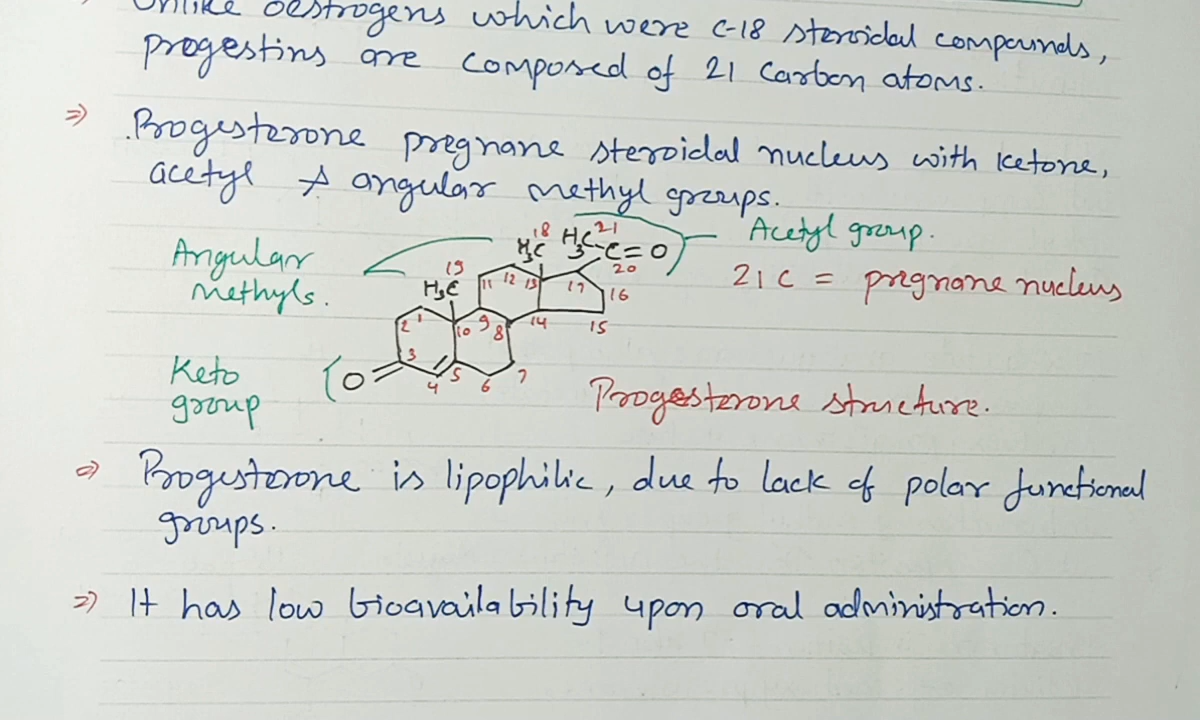 Unlike oestrogens which were C-18 steroidal compounds,
progestins are composed of 21 Carbon atoms.
⇒ Progesterone pregnane steroidal nucleus with ketone,
acetyl & angular methyl groups.
Angular
methyls.
Acetyl group.
21 C = pregnane nucleus
18 H₃C
H₃C 21
C=O
20
19
H₃C
11 12 13 17 16
2 1 10 9 8 14 15
3
4 5 6 7
O
Keto
group
Progesterone structure.
⇒ Progesterone is lipophilic, due to lack of polar functional
groups.
⇒ It has low bioavailability upon oral administration.